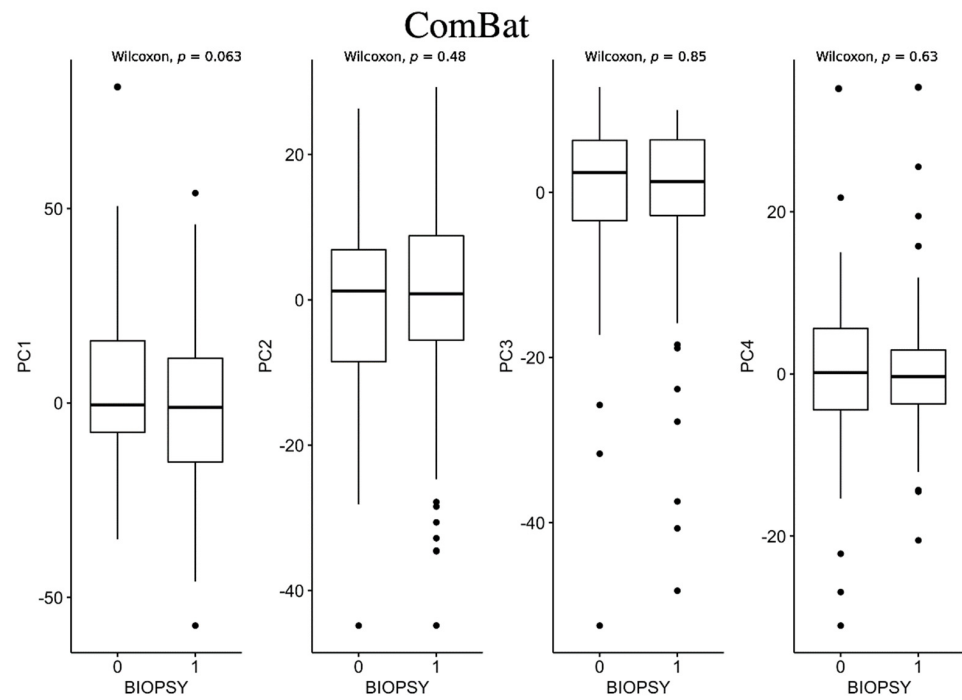 ComBat
Wilcoxon, p = 0.063
PC1
50
0
-50
0 1
BIOPSY
Wilcoxon, p = 0.48
PC2
20
0
-20
-40
0 1
BIOPSY
Wilcoxon, p = 0.85
PC3
0
-20
-40
0 1
BIOPSY
Wilcoxon, p = 0.63
PC4
20
0
-20
0 1
BIOPSY